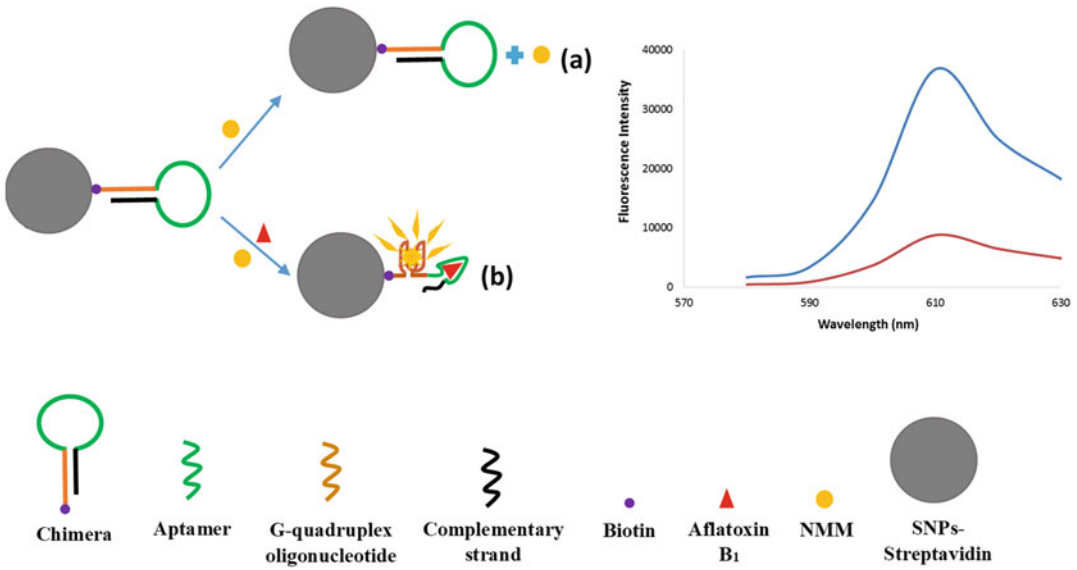 (a)
(b)
Fluorescence Intensity
40000
30000
20000
10000
0
570
590
610
630
Wavelength (nm)
Chimera
Aptamer
G-quadruplex
oligonucleotide
Complementary
strand
Biotin
Aflatoxin
B₁
NMM
SNPs-
Streptavidin